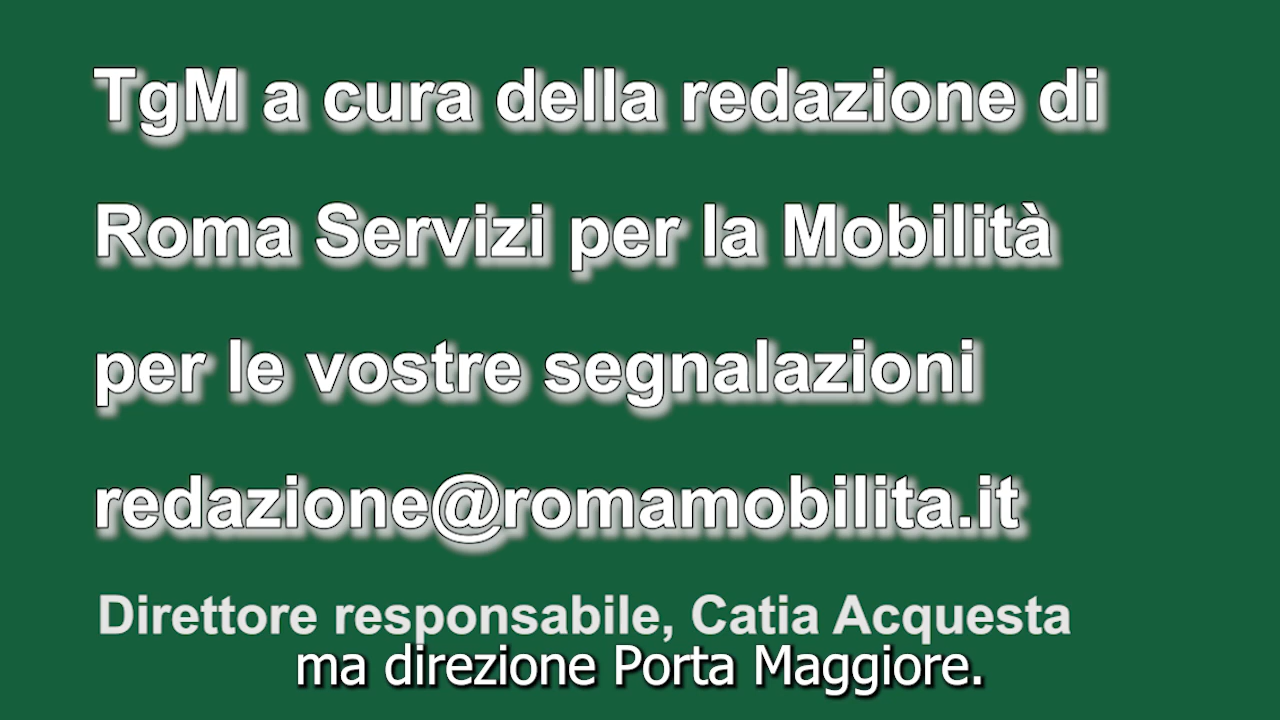 TgM a cura della redazione di
Roma Servizi per la Mobilità
per le vostre segnalazioni
redazione@romamobilita.it
Direttore responsabile, Catia Acquesta
ma direzione Porta Maggiore.